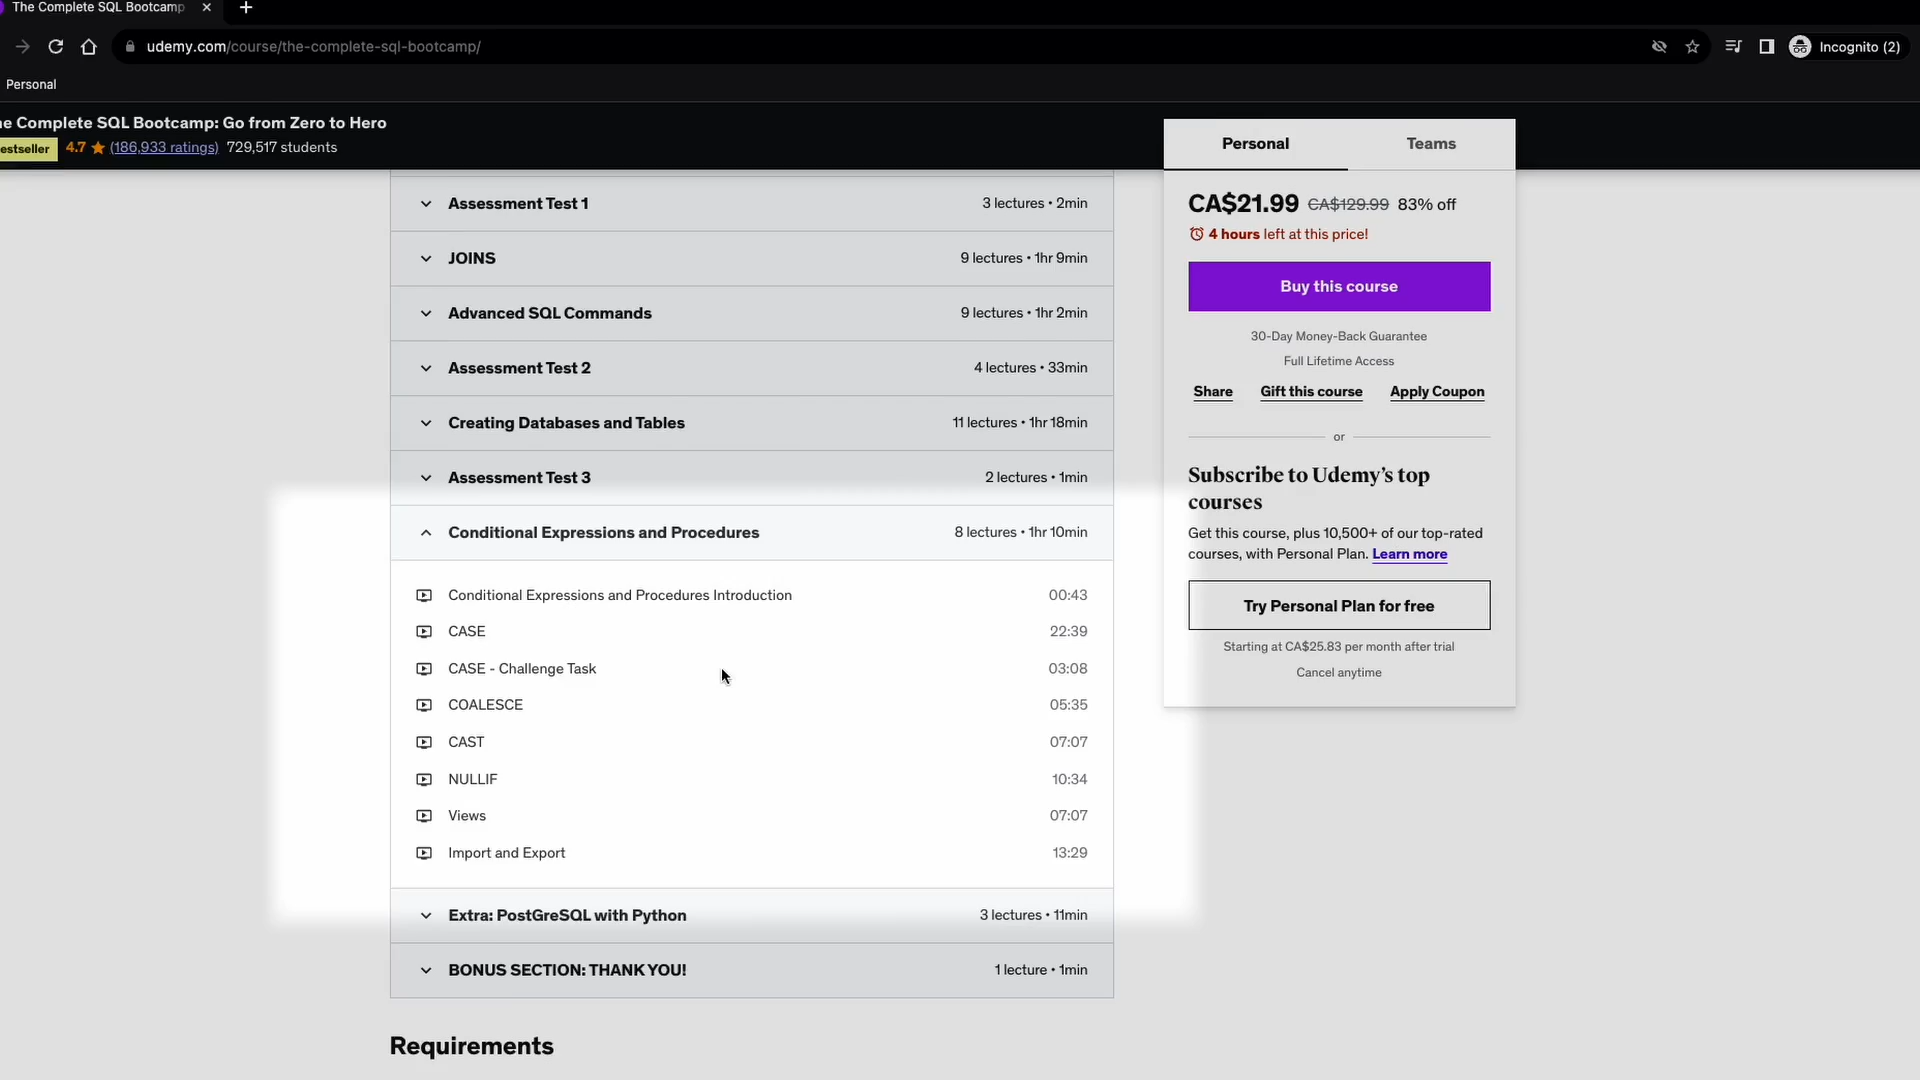 The Complete SQL Bootcamp
udemy.com/course/the-complete-sql-bootcamp/
Incognito (2)
Personal
he Complete SQL Bootcamp: Go from Zero to Hero
estseller 4.7 (186,933 ratings) 729,517 students
Assessment Test 1 3 lectures • 2min
JOINS 9 lectures • 1hr 9min
Advanced SQL Commands 9 lectures • 1hr 2min
Assessment Test 2 4 lectures • 33min
Creating Databases and Tables 11 lectures • 1hr 18min
Assessment Test 3 2 lectures • 1min
Conditional Expressions and Procedures 8 lectures • 1hr 10min
Conditional Expressions and Procedures Introduction 00:43
CASE 22:39
CASE - Challenge Task 03:08
COALESCE 05:35
CAST 07:07
NULLIF 10:34
Views 07:07
Import and Export 13:29
Extra: PostGreSQL with Python 3 lectures • 11min
BONUS SECTION: THANK YOU! 1 lecture • 1min
Requirements
Personal Teams
CA$21.99 CA$129.99 83% off
4 hours left at this price!
Buy this course
30-Day Money-Back Guarantee
Full Lifetime Access
Share Gift this course Apply Coupon
or
Subscribe to Udemy's top
courses
Get this course, plus 10,500+ of our top-rated
courses, with Personal Plan. Learn more
Try Personal Plan for free
Starting at CA$25.83 per month after trial
Cancel anytime